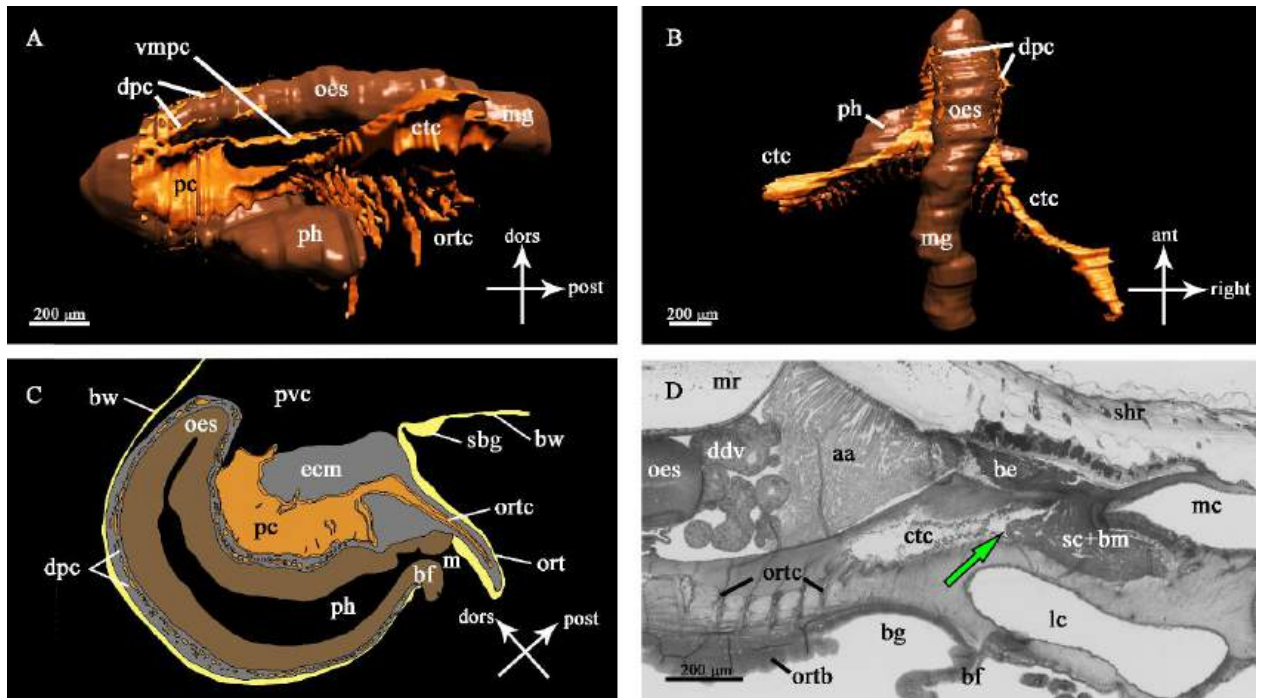 A
vmpc
dpc
oes
mg
ctc
pc
ph
ortc
dors
post
200 µm
B
dpc
oes
ph
ctc
ctc
mg
ant
right
200 µm
C
bw
pvc
oes
sbg
bw
ecm
ortc
pc
dpc
m
ort
bf
ph
dors
post
D
mr
shr
ddv
aa
oes
be
mc
ctc
sc+bm
ortc
lc
bg
200 µm
ortb
bf